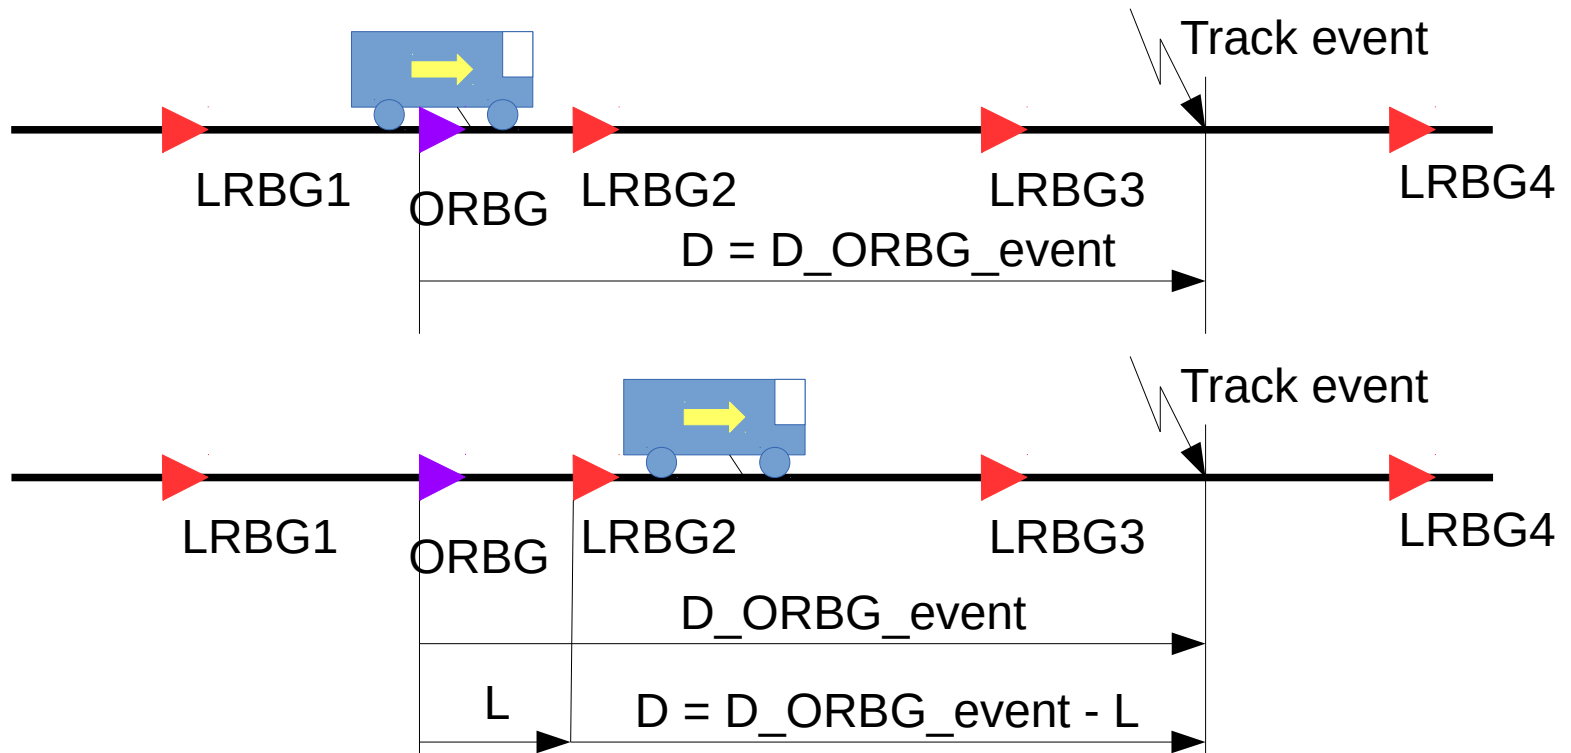 Track event
LRBG1
ORBG
LRBG2
LRBG3
LRBG4
D = D_ORBG_event
Track event
LRBG1
ORBG
LRBG2
LRBG3
LRBG4
D_ORBG_event
L
D = D_ORBG_event - L